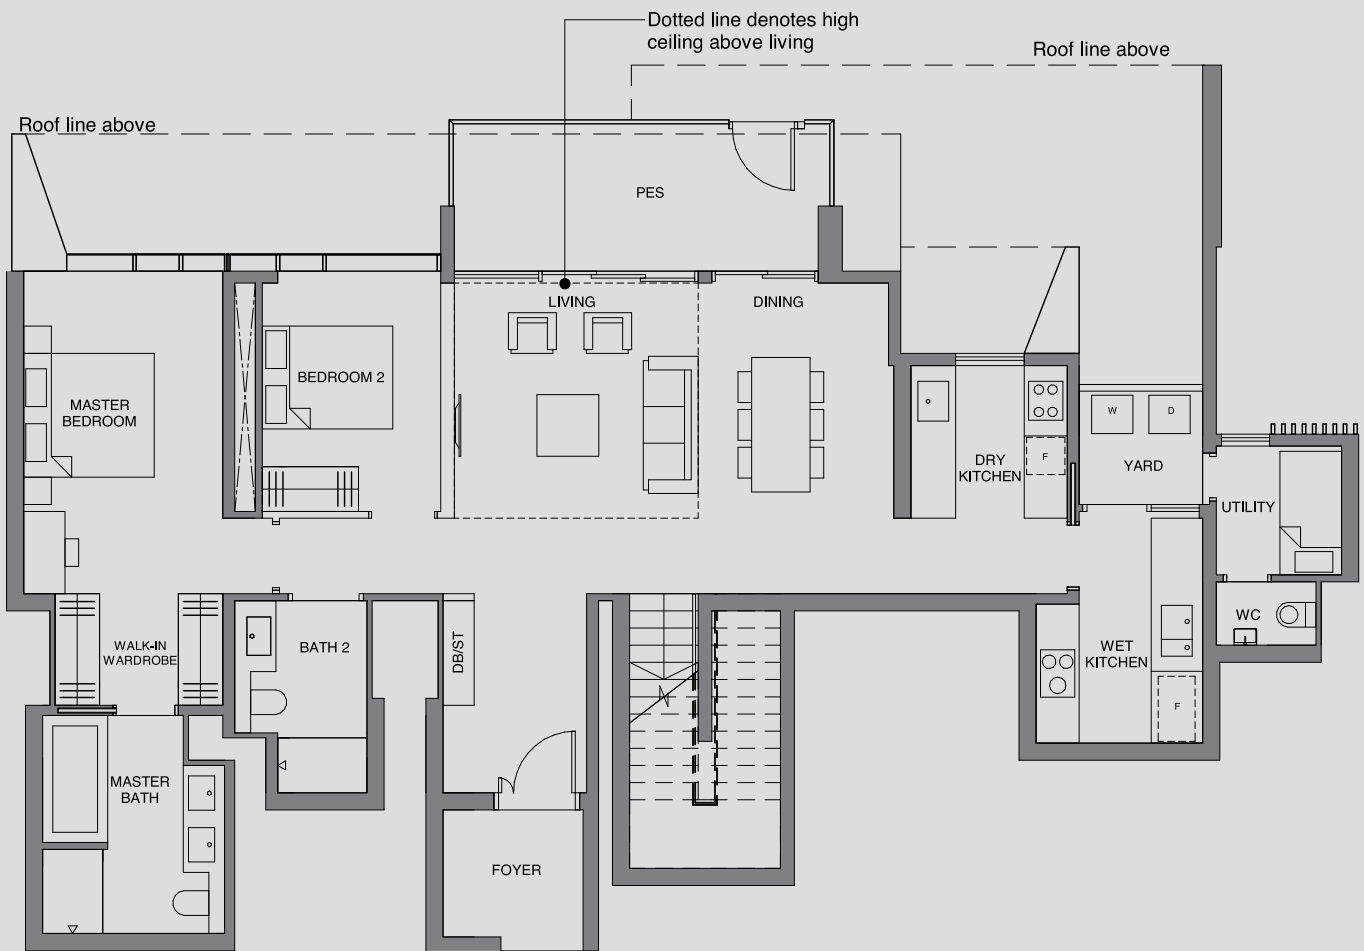 Dotted line denotes high
ceiling above living
Roof line above
Roof line above
PES
LIVING
DINING
BEDROOM 2
MASTER
BEDROOM
W
D
DRY
KITCHEN
F
YARD
UTILITY
WC
WALK-IN
WARDROBE
BATH 2
DB/ST
WET
KITCHEN
F
MASTER
BATH
FOYER